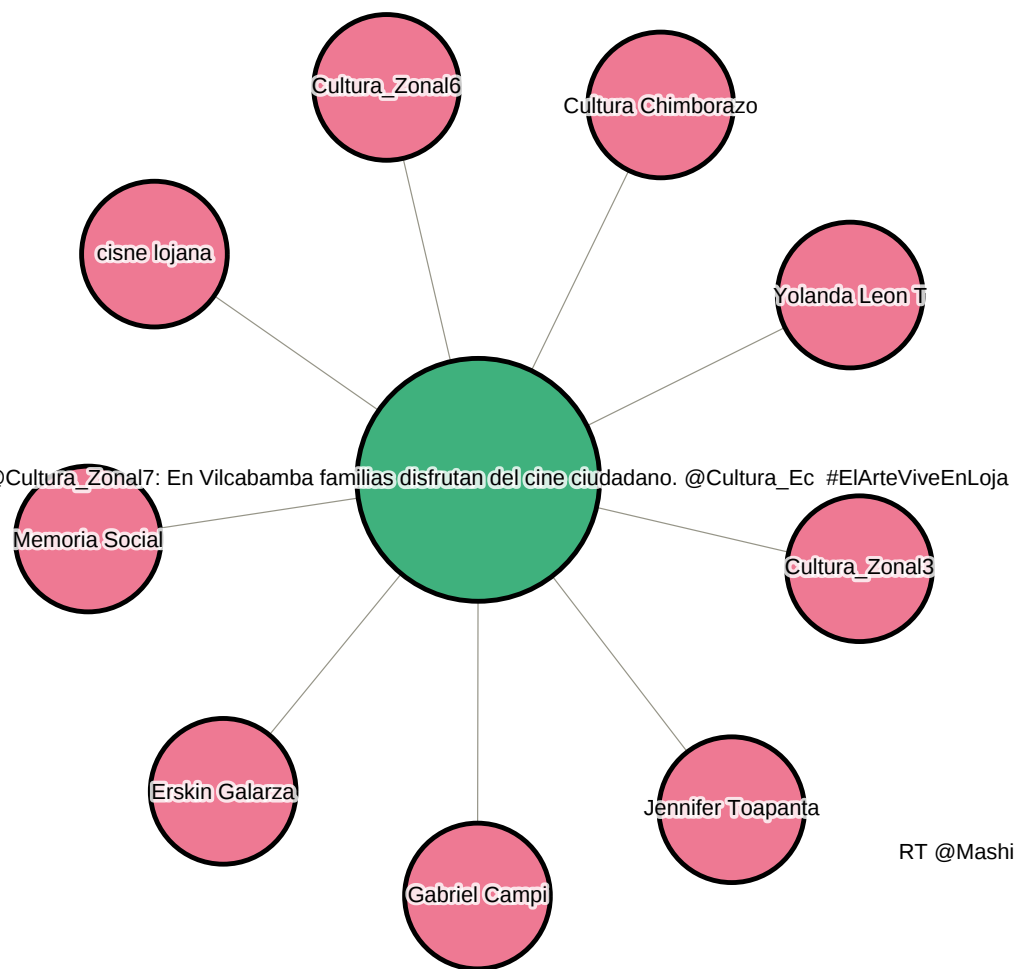 Cultura_Zonal6
Cultura Chimborazo
cisne lojana
Yolanda Leon T
@Cultura_Zonal7: En Vilcabamba familias disfrutan del cine ciudadano. @Cultura_Ec #ElArteViveEnLoja
Memoria Social
Cultura_Zonal3
Erskin Galarza
Jennifer Toapanta
RT @Mashi
Gabriel Campi